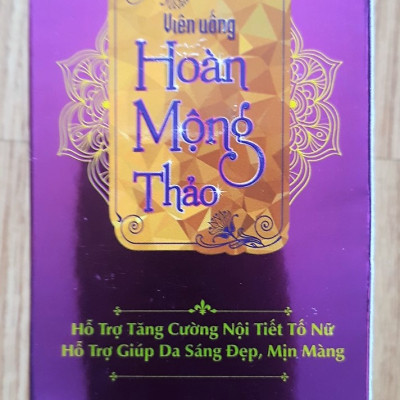 Viên uống
Hoàn
Mộng
Thảo
Hỗ Trợ Tăng Cường Nội Tiết Tố Nữ
Hỗ Trợ Giúp Da Sáng Đẹp, Mịn Màng